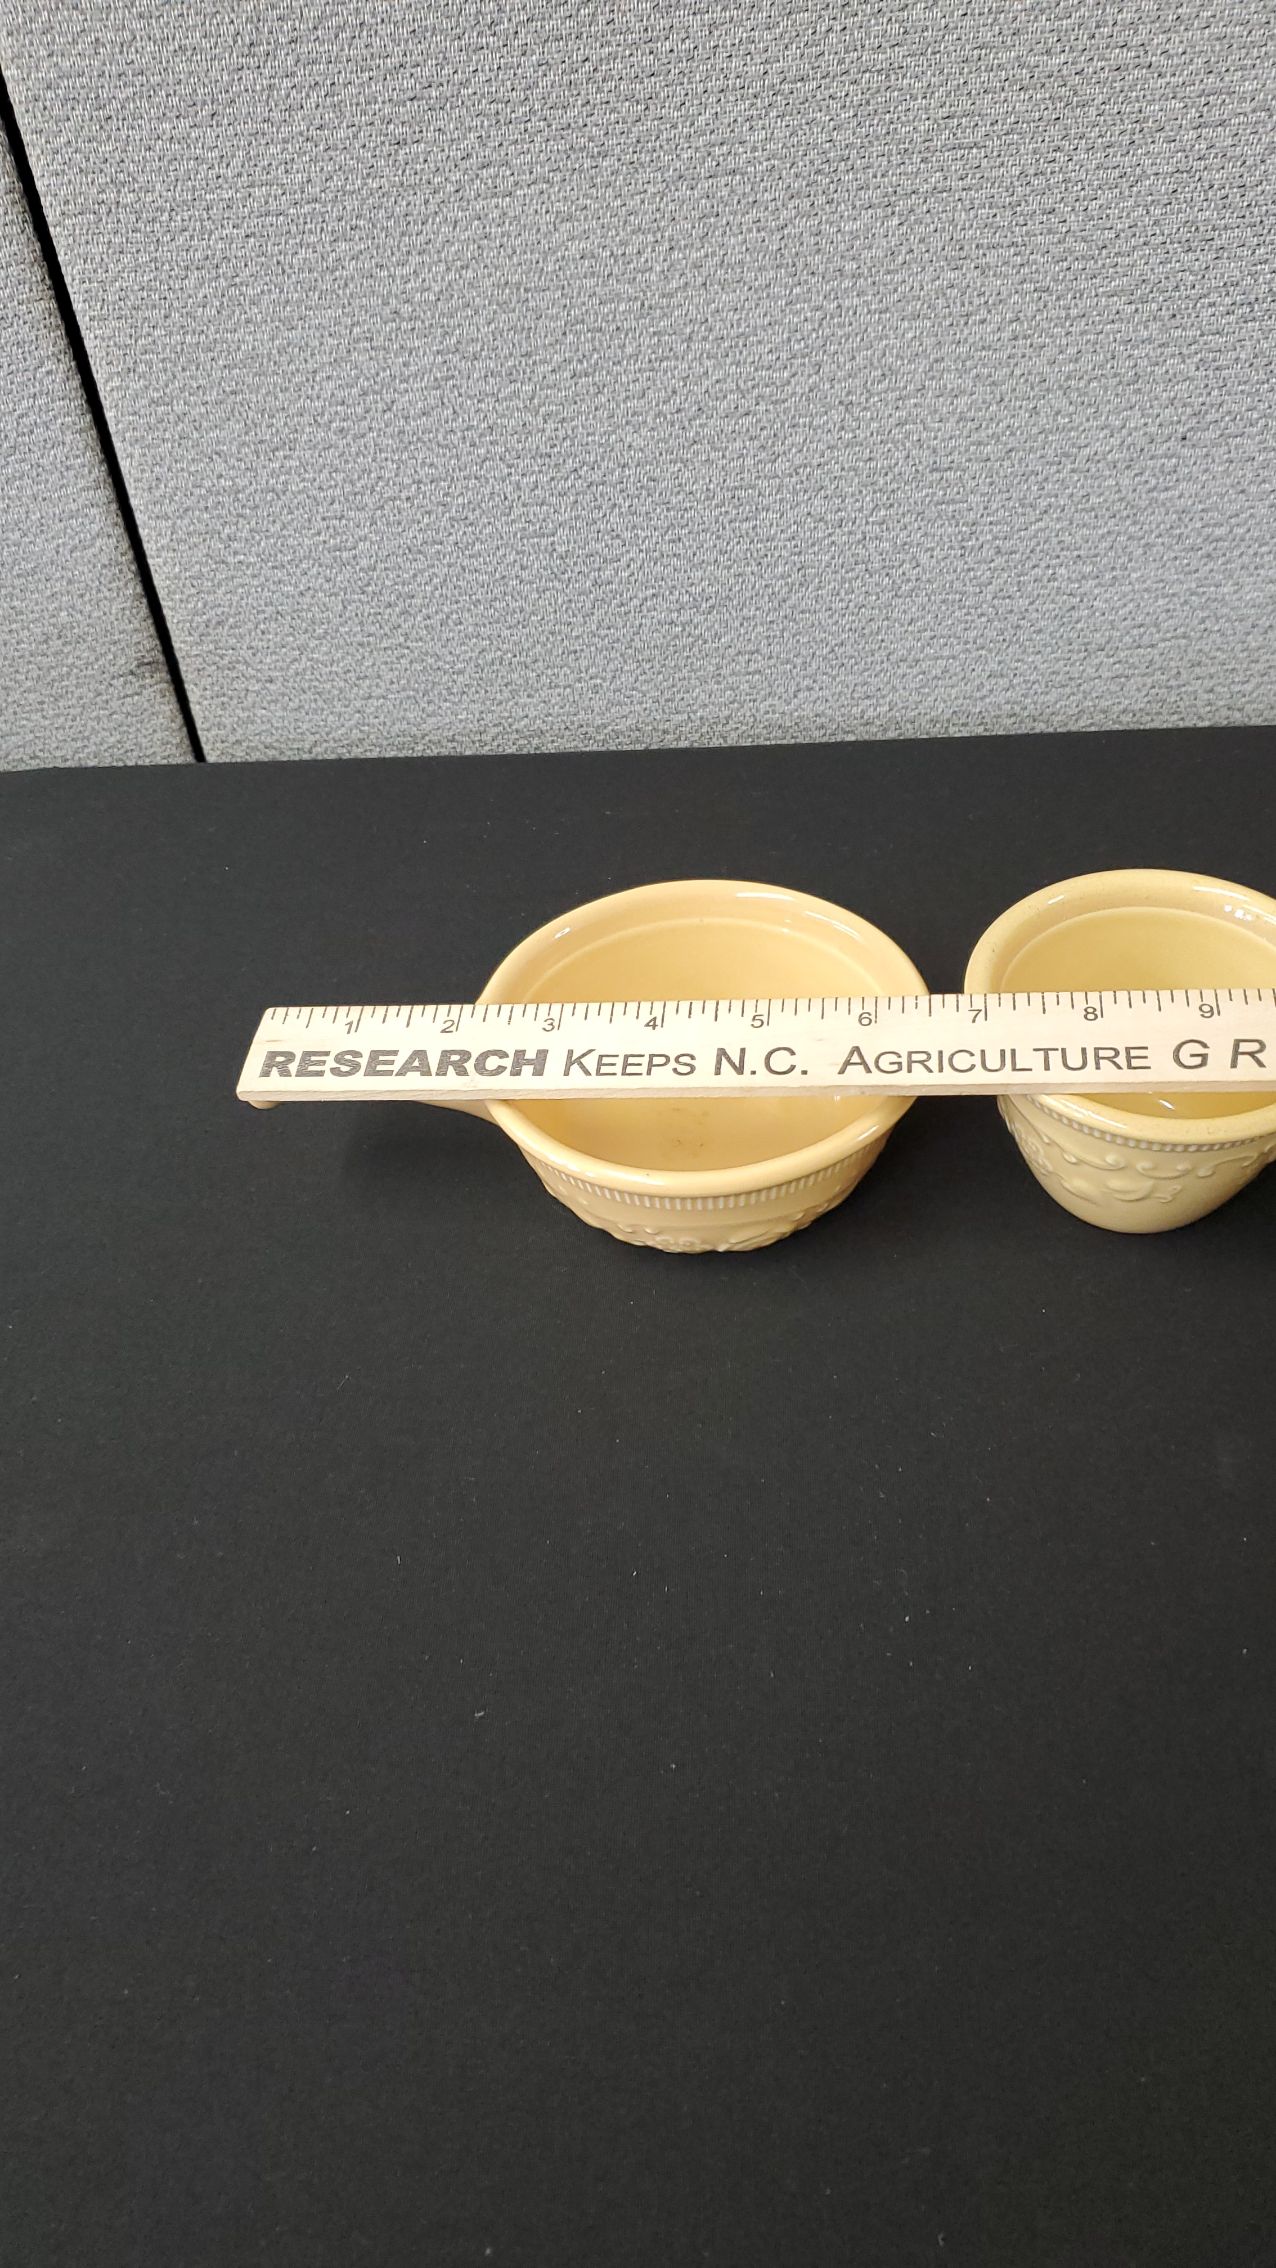 1 2 3 4 5 6 7 8 9
RESEARCH KEEPS N.C. AGRICULTURE G R